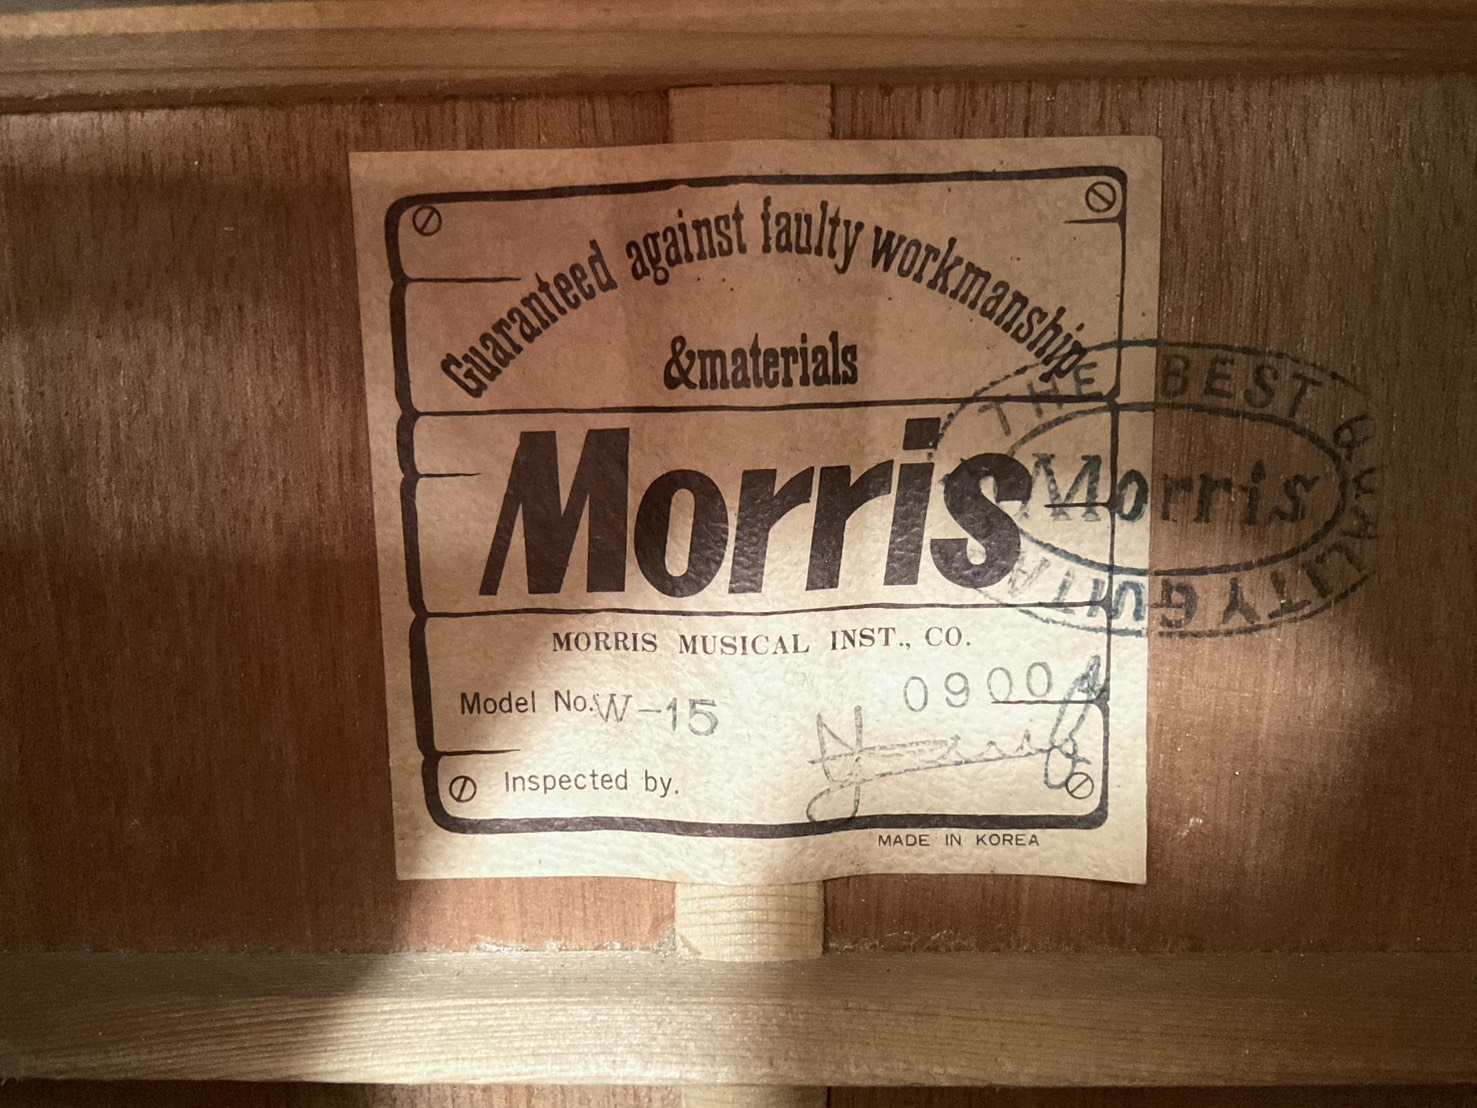 Guaranteed against faulty workmanship
&materials
Morris
THE BEST QUALITY GUITA
Morris
MORRIS MUSICAL INST., CO.
Model No. W-15
0900
Inspected by.
MADE IN KOREA